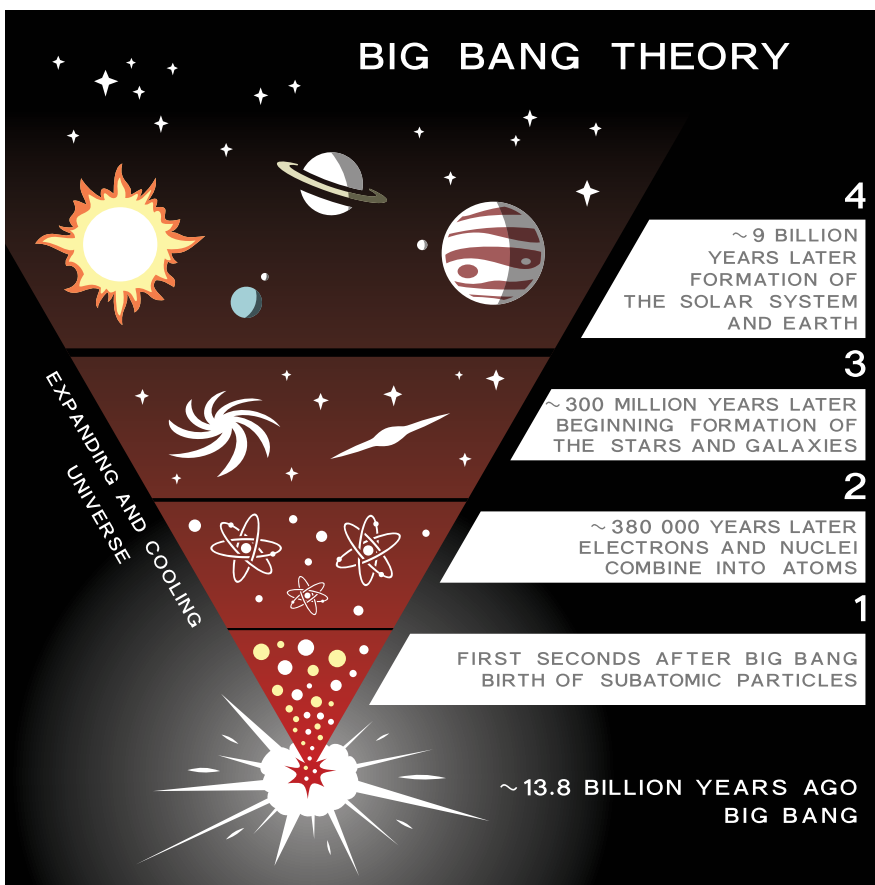 BIG BANG THEORY
4
~ 9 BILLION
YEARS LATER
FORMATION OF
THE SOLAR SYSTEM
AND EARTH
3
~ 300 MILLION YEARS LATER
BEGINNING FORMATION OF
THE STARS AND GALAXIES
EXPANDING AND COOLING
UNIVERSE
2
~ 380 000 YEARS LATER
ELECTRONS AND NUCLEI
COMBINE INTO ATOMS
1
FIRST SECONDS AFTER BIG BANG
BIRTH OF SUBATOMIC PARTICLES
~ 13.8 BILLION YEARS AGO
BIG BANG